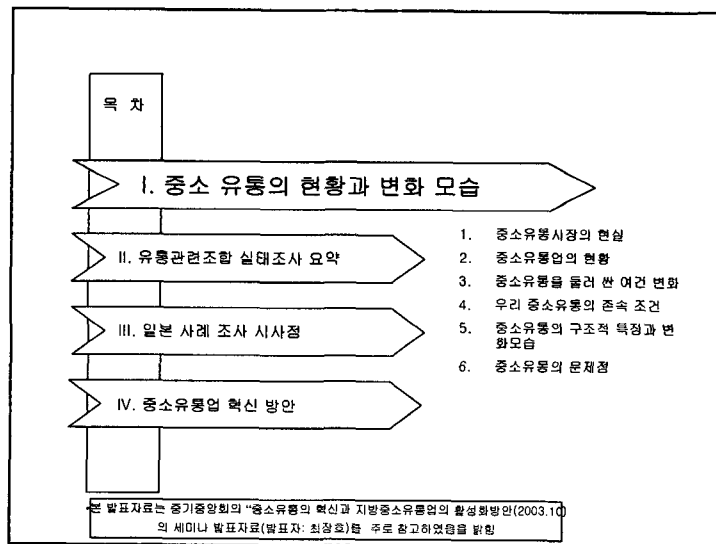 목 차
I. 중소 유통의 현황과 변화 모습
II. 유통관련조합 실태조사 요약
III. 일본 사례 조사 시사점
IV. 중소유통업 혁신 방안
1. 중소유통시장의 현실
2. 중소유통업의 현황
3. 중소유통을 둘러 싼 여건 변화
4. 우리 중소유통의 존속 조건
5. 중소유통의 구조적 특징과 변
화모습
6. 중소유통의 문제점
본 발표자료는 중기중앙회의 "중소유통의 혁신과 지방중소유통업의 활성화방안(2003.10)
의 세미나 발표자료(발표자: 최장호)를 주로 참고하였음을 밝힘